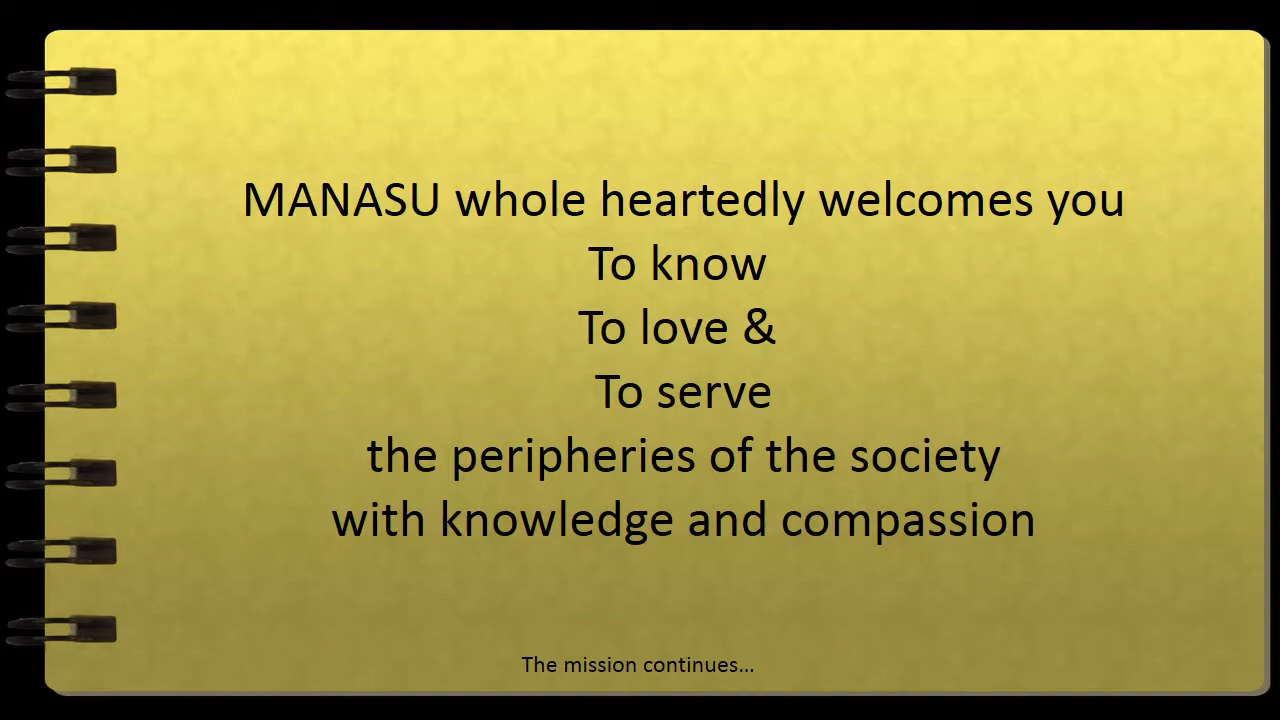 MANASU whole heartedly welcomes you
To know
To love &
To serve
the peripheries of the society
with knowledge and compassion
The mission continues...